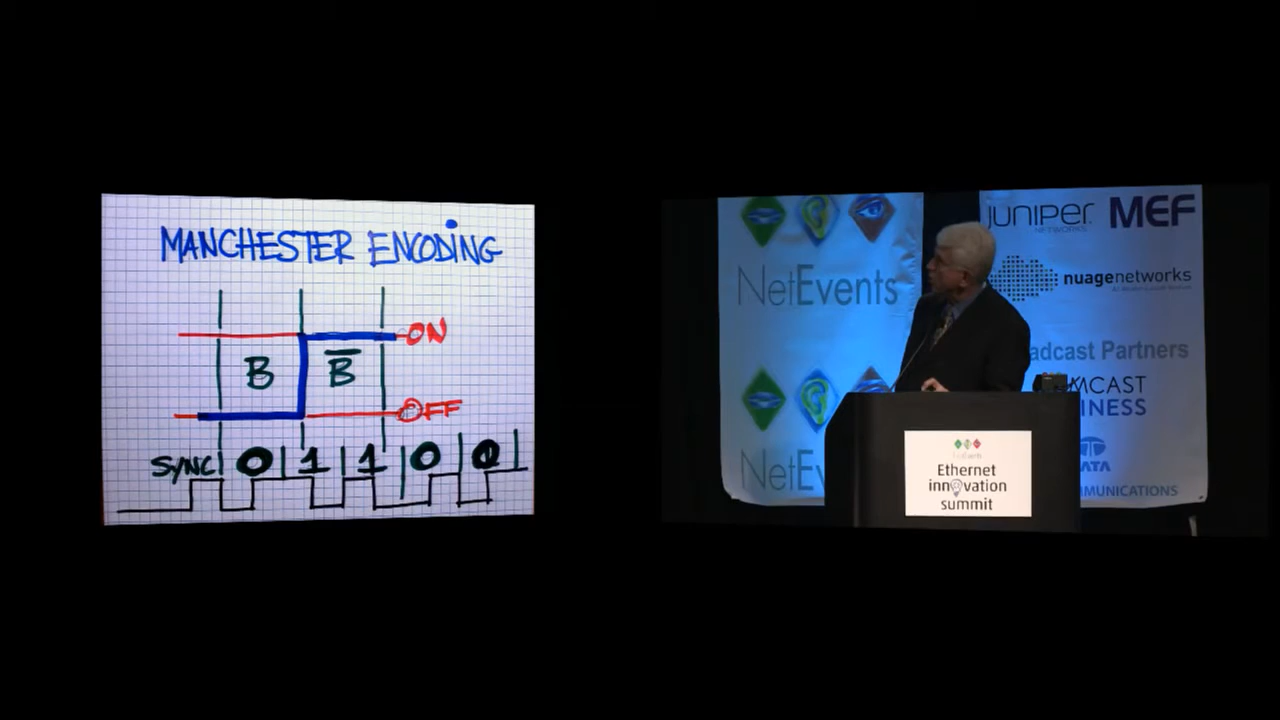 MANCHESTER ENCODING
ON
B B̅
OFF
SYNC 0 1 1 0 0
JUNIPER
NETWORKS
MEF
NetEvents
nuagenetworks
adcast Partners
MCAST
INESS
NetEv
TATA
MMUNICATIONS
Ethernet
innovation
summit